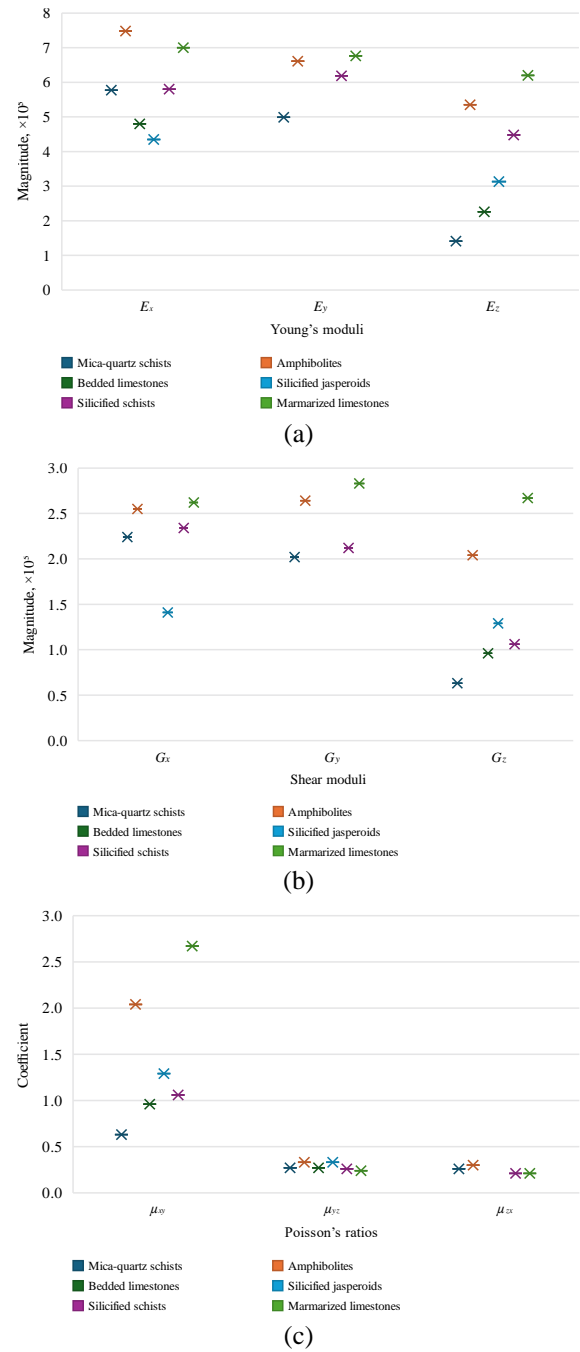 8
7
6
5
4
3
2
1
0
Magnitude, ×10⁵
Ex Ey Ez
Young's moduli
Mica-quartz schists Amphibolites
Bedded limestones Silicified jasperoids
Silicified schists Marmarized limestones
(a)
3.0
2.5
2.0
1.5
1.0
0.5
0.0
Magnitude, ×10⁵
Gx Gy Gz
Shear moduli
Mica-quartz schists Amphibolites
Bedded limestones Silicified jasperoids
Silicified schists Marmarized limestones
(b)
3.0
2.5
2.0
1.5
1.0
0.5
0.0
Coefficient
μxy μyz μzx
Poisson's ratios
Mica-quartz schists Amphibolites
Bedded limestones Silicified jasperoids
Silicified schists Marmarized limestones
(c)